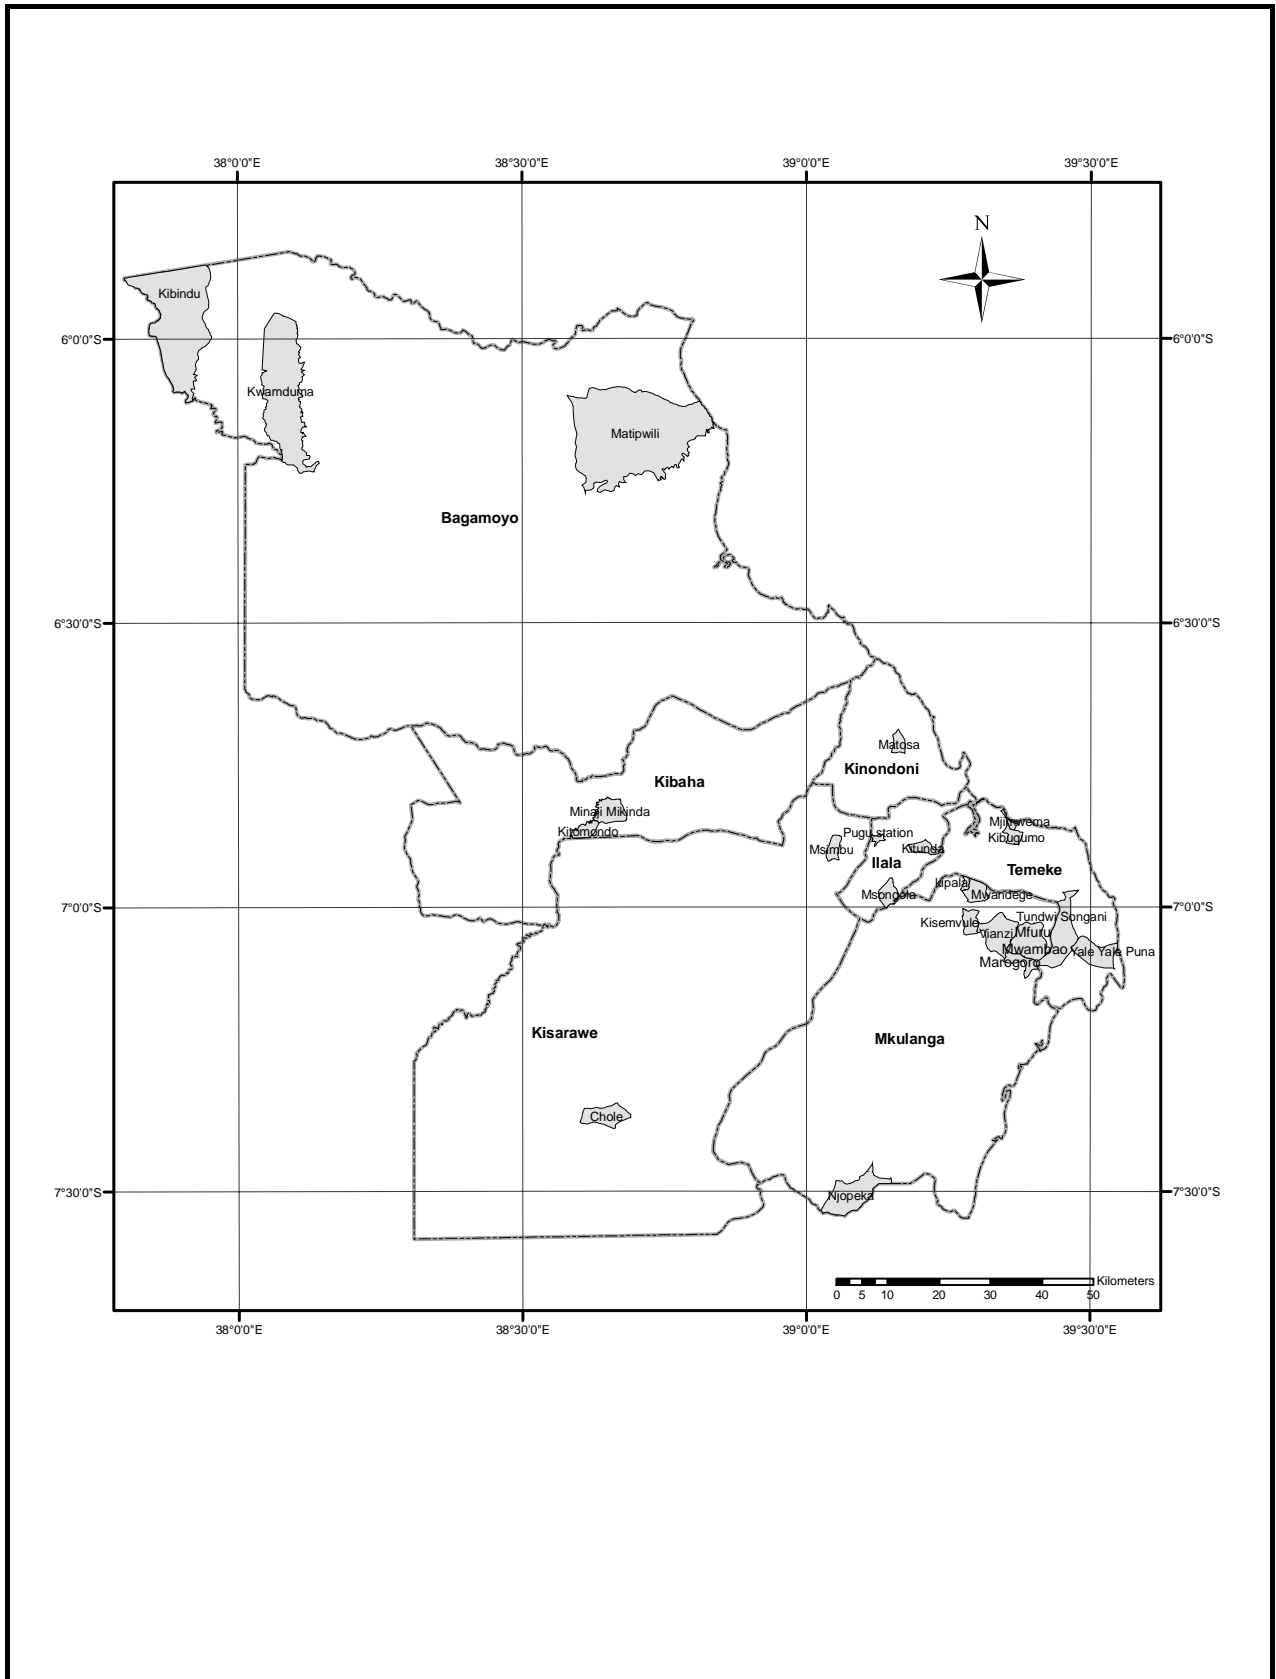 38°0'0"E 38°30'0"E 39°0'0"E 39°30'0"E
N
Kibindu
6°0'0"S 6°0'0"S
Kwamduma
Matipwili
Bagamoyo
6°30'0"S 6°30'0"S
Matosa
Kinondoni
Kibaha
Minaji Mikinda
Mjimwema
Kitomondo
Pugu station
Kibugumo
Msimbu
Kitunda
Ilala
Temeke
kipala
Msongola
Mwandege
7°0'0"S 7°0'0"S
Tundwi Songani
Kisemvule
Vianzi
Mfuru
Mwambao
Yale Yale Puna
Marogoro
Kisarawe
Mkulanga
Chole
7°30'0"S 7°30'0"S
Njopeka
Kilometers
0 5 10 20 30 40 50
38°0'0"E 38°30'0"E 39°0'0"E 39°30'0"E